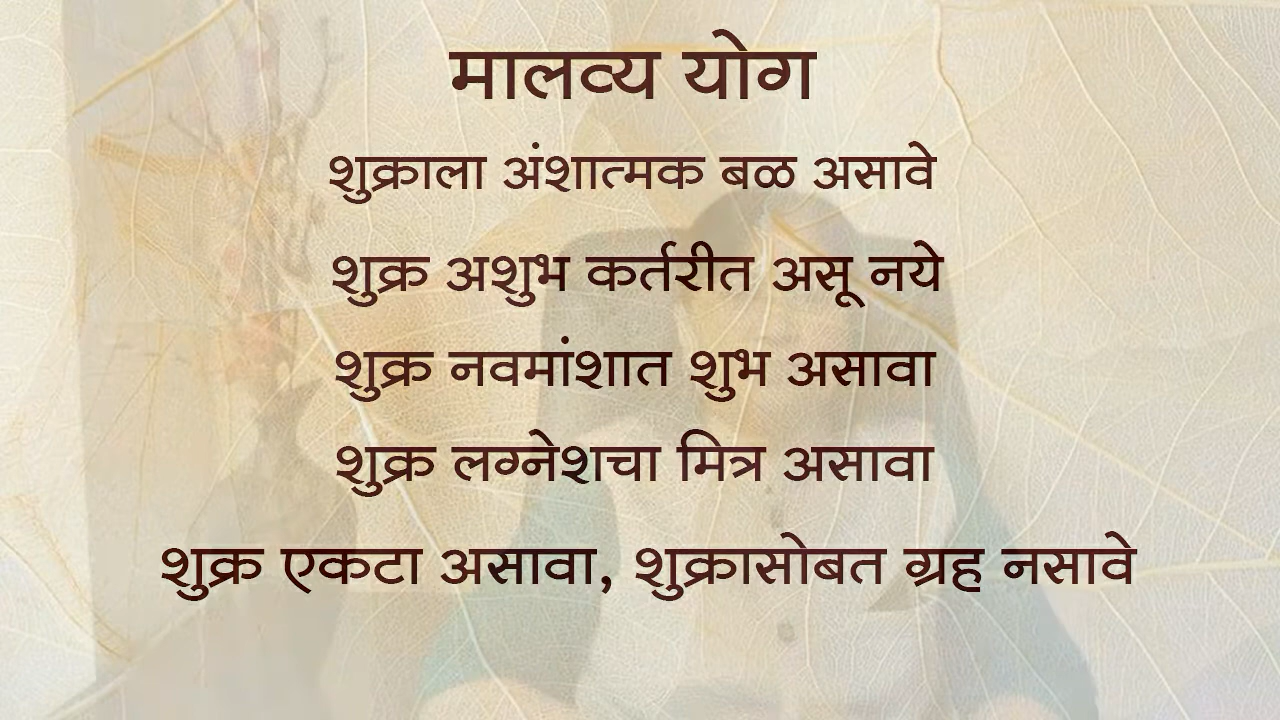 मालव्य योग
शुक्राला अंशात्मक बळ असावे
शुक्र अशुभ कर्तरीत असू नये
शुक्र नवमांशात शुभ असावा
शुक्र लग्नेशचा मित्र असावा
शुक्र एकटा असावा, शुक्रासोबत ग्रह नसावे